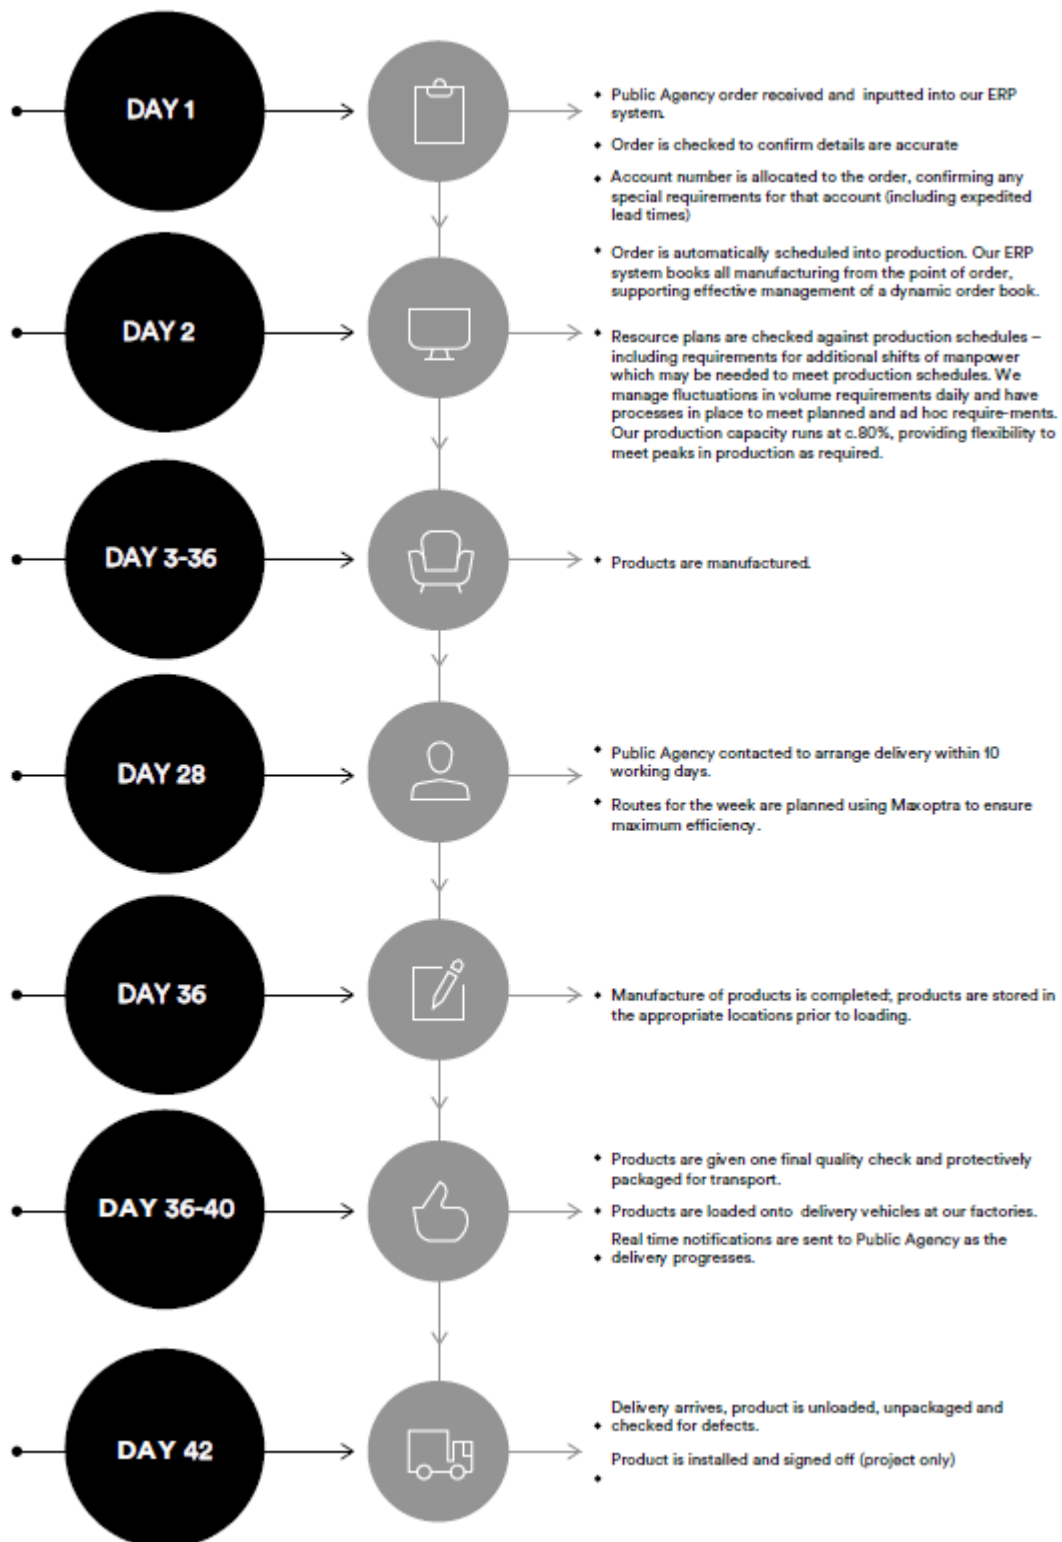 DAY 1
Public Agency order received and inputted into our ERP
system.
Order is checked to confirm details are accurate
Account number is allocated to the order, confirming any
special requirements for that account (including expedited
lead times)
DAY 2
Order is automatically scheduled into production. Our ERP
system books all manufacturing from the point of order,
supporting effective management of a dynamic order book.
Resource plans are checked against production schedules –
including requirements for additional shifts of manpower
which may be needed to meet production schedules. We
manage fluctuations in volume requirements daily and have
processes in place to meet planned and ad hoc require-ments.
Our production capacity runs at c.80%, providing flexibility to
meet peaks in production as required.
DAY 3-36
Products are manufactured.
DAY 28
Public Agency contacted to arrange delivery within 10
working days.
Routes for the week are planned using Maxoptra to ensure
maximum efficiency.
DAY 36
Manufacture of products is completed; products are stored in
the appropriate locations prior to loading.
DAY 36-40
Products are given one final quality check and protectively
packaged for transport.
Products are loaded onto delivery vehicles at our factories.
Real time notifications are sent to Public Agency as the
delivery progresses.
DAY 42
Delivery arrives, product is unloaded, unpackaged and
checked for defects.
Product is installed and signed off (project only)